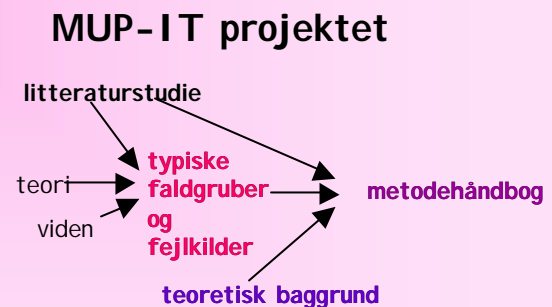 MUP-IT projektet
litteraturstudie
teori
viden
typiske
faldgruber
og
fejlkilder
metodehåndbog
teoretisk baggrund